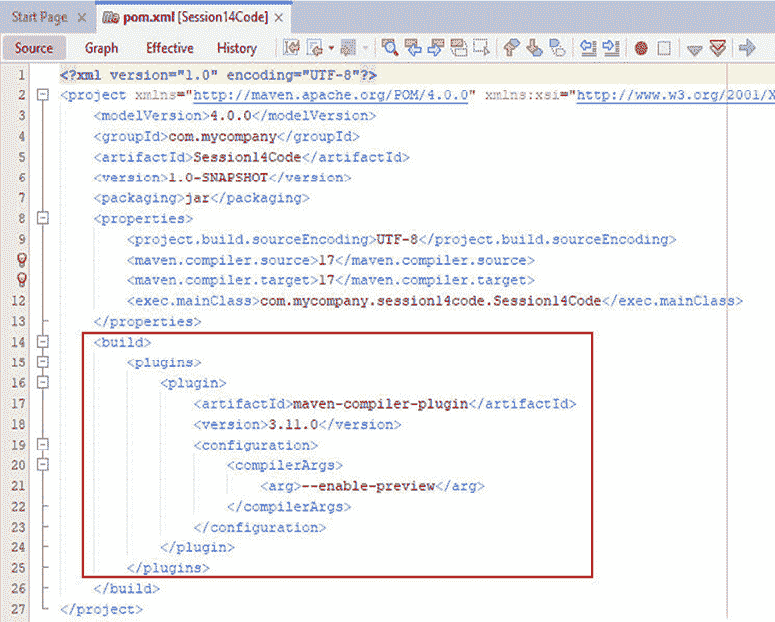 Start Page pom.xml [Session14Code]
Source Graph Effective History
1 <?xml version="1.0" encoding="UTF-8"?>
2 <project xmlns="http://maven.apache.org/POM/4.0.0" xmlns:xsi="http://www.w3.org/2001/X
3 <modelVersion>4.0.0</modelVersion>
4 <groupId>com.mycompany</groupId>
5 <artifactId>Session14Code</artifactId>
6 <version>1.0-SNAPSHOT</version>
7 <packaging>jar</packaging>
8 <properties>
9 <project.build.sourceEncoding>UTF-8</project.build.sourceEncoding>
<maven.compiler.source>17</maven.compiler.source>
<maven.compiler.target>17</maven.compiler.target>
12 <exec.mainClass>com.mycompany.session14code.Session14Code</exec.mainClass>
13 </properties>
14 <build>
15 <plugins>
16 <plugin>
17 <artifactId>maven-compiler-plugin</artifactId>
18 <version>3.11.0</version>
19 <configuration>
20 <compilerArgs>
21 <arg>--enable-preview</arg>
22 </compilerArgs>
23 </configuration>
24 </plugin>
25 </plugins>
26 </build>
27 </project>